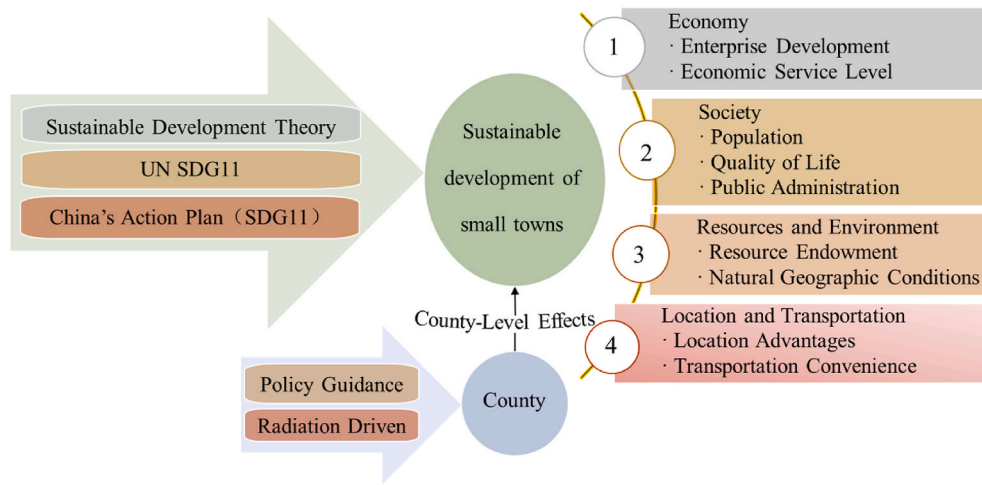 Sustainable Development Theory
UN SDG11
China's Action Plan（SDG11）
Sustainable
development of
small towns
County-Level Effects
Policy Guidance
Radiation Driven
County
1
Economy
· Enterprise Development
· Economic Service Level
2
Society
· Population
· Quality of Life
· Public Administration
3
Resources and Environment
· Resource Endowment
· Natural Geographic Conditions
4
Location and Transportation
· Location Advantages
· Transportation Convenience